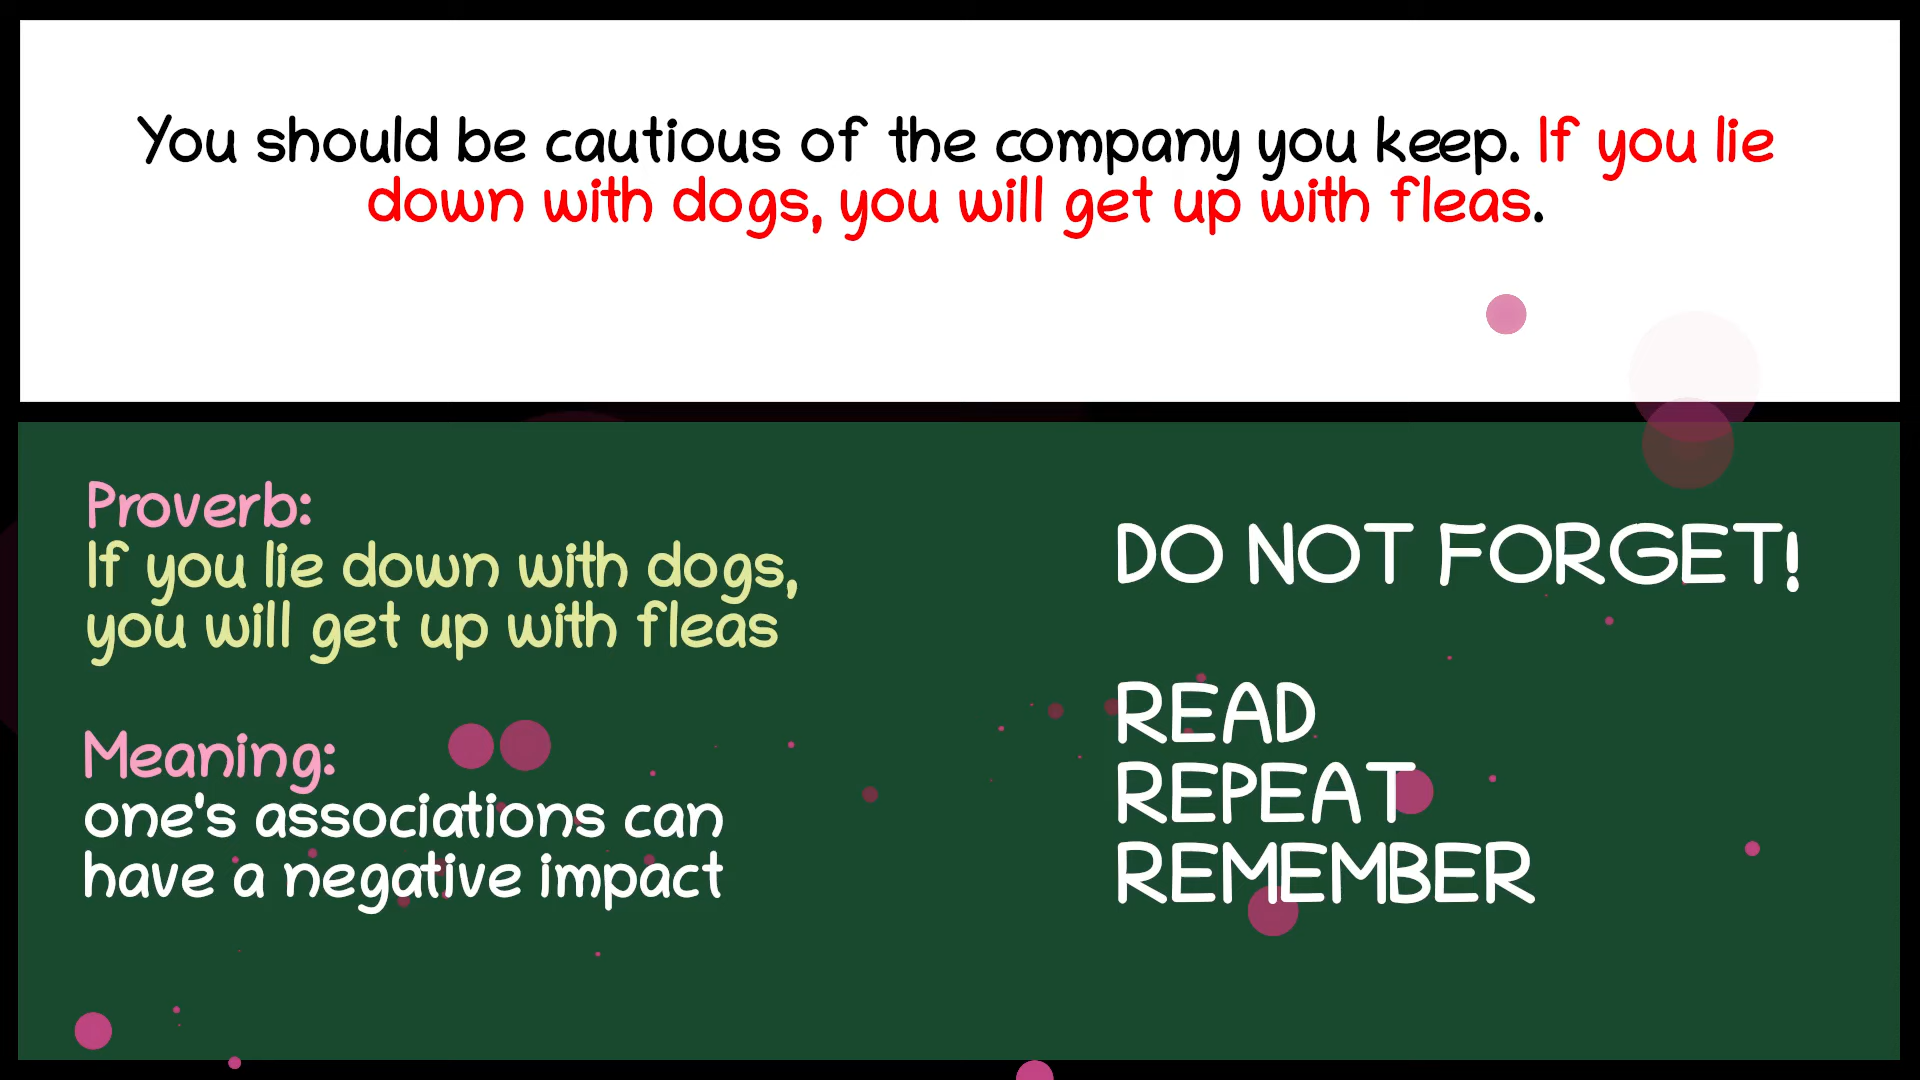 You should be cautious of the company you keep. If you lie
down with dogs, you will get up with fleas.
Proverb:
If you lie down with dogs,
you will get up with fleas
Meaning:
one's associations can
have a negative impact
DO NOT FORGET!
READ
REPEAT
REMEMBER